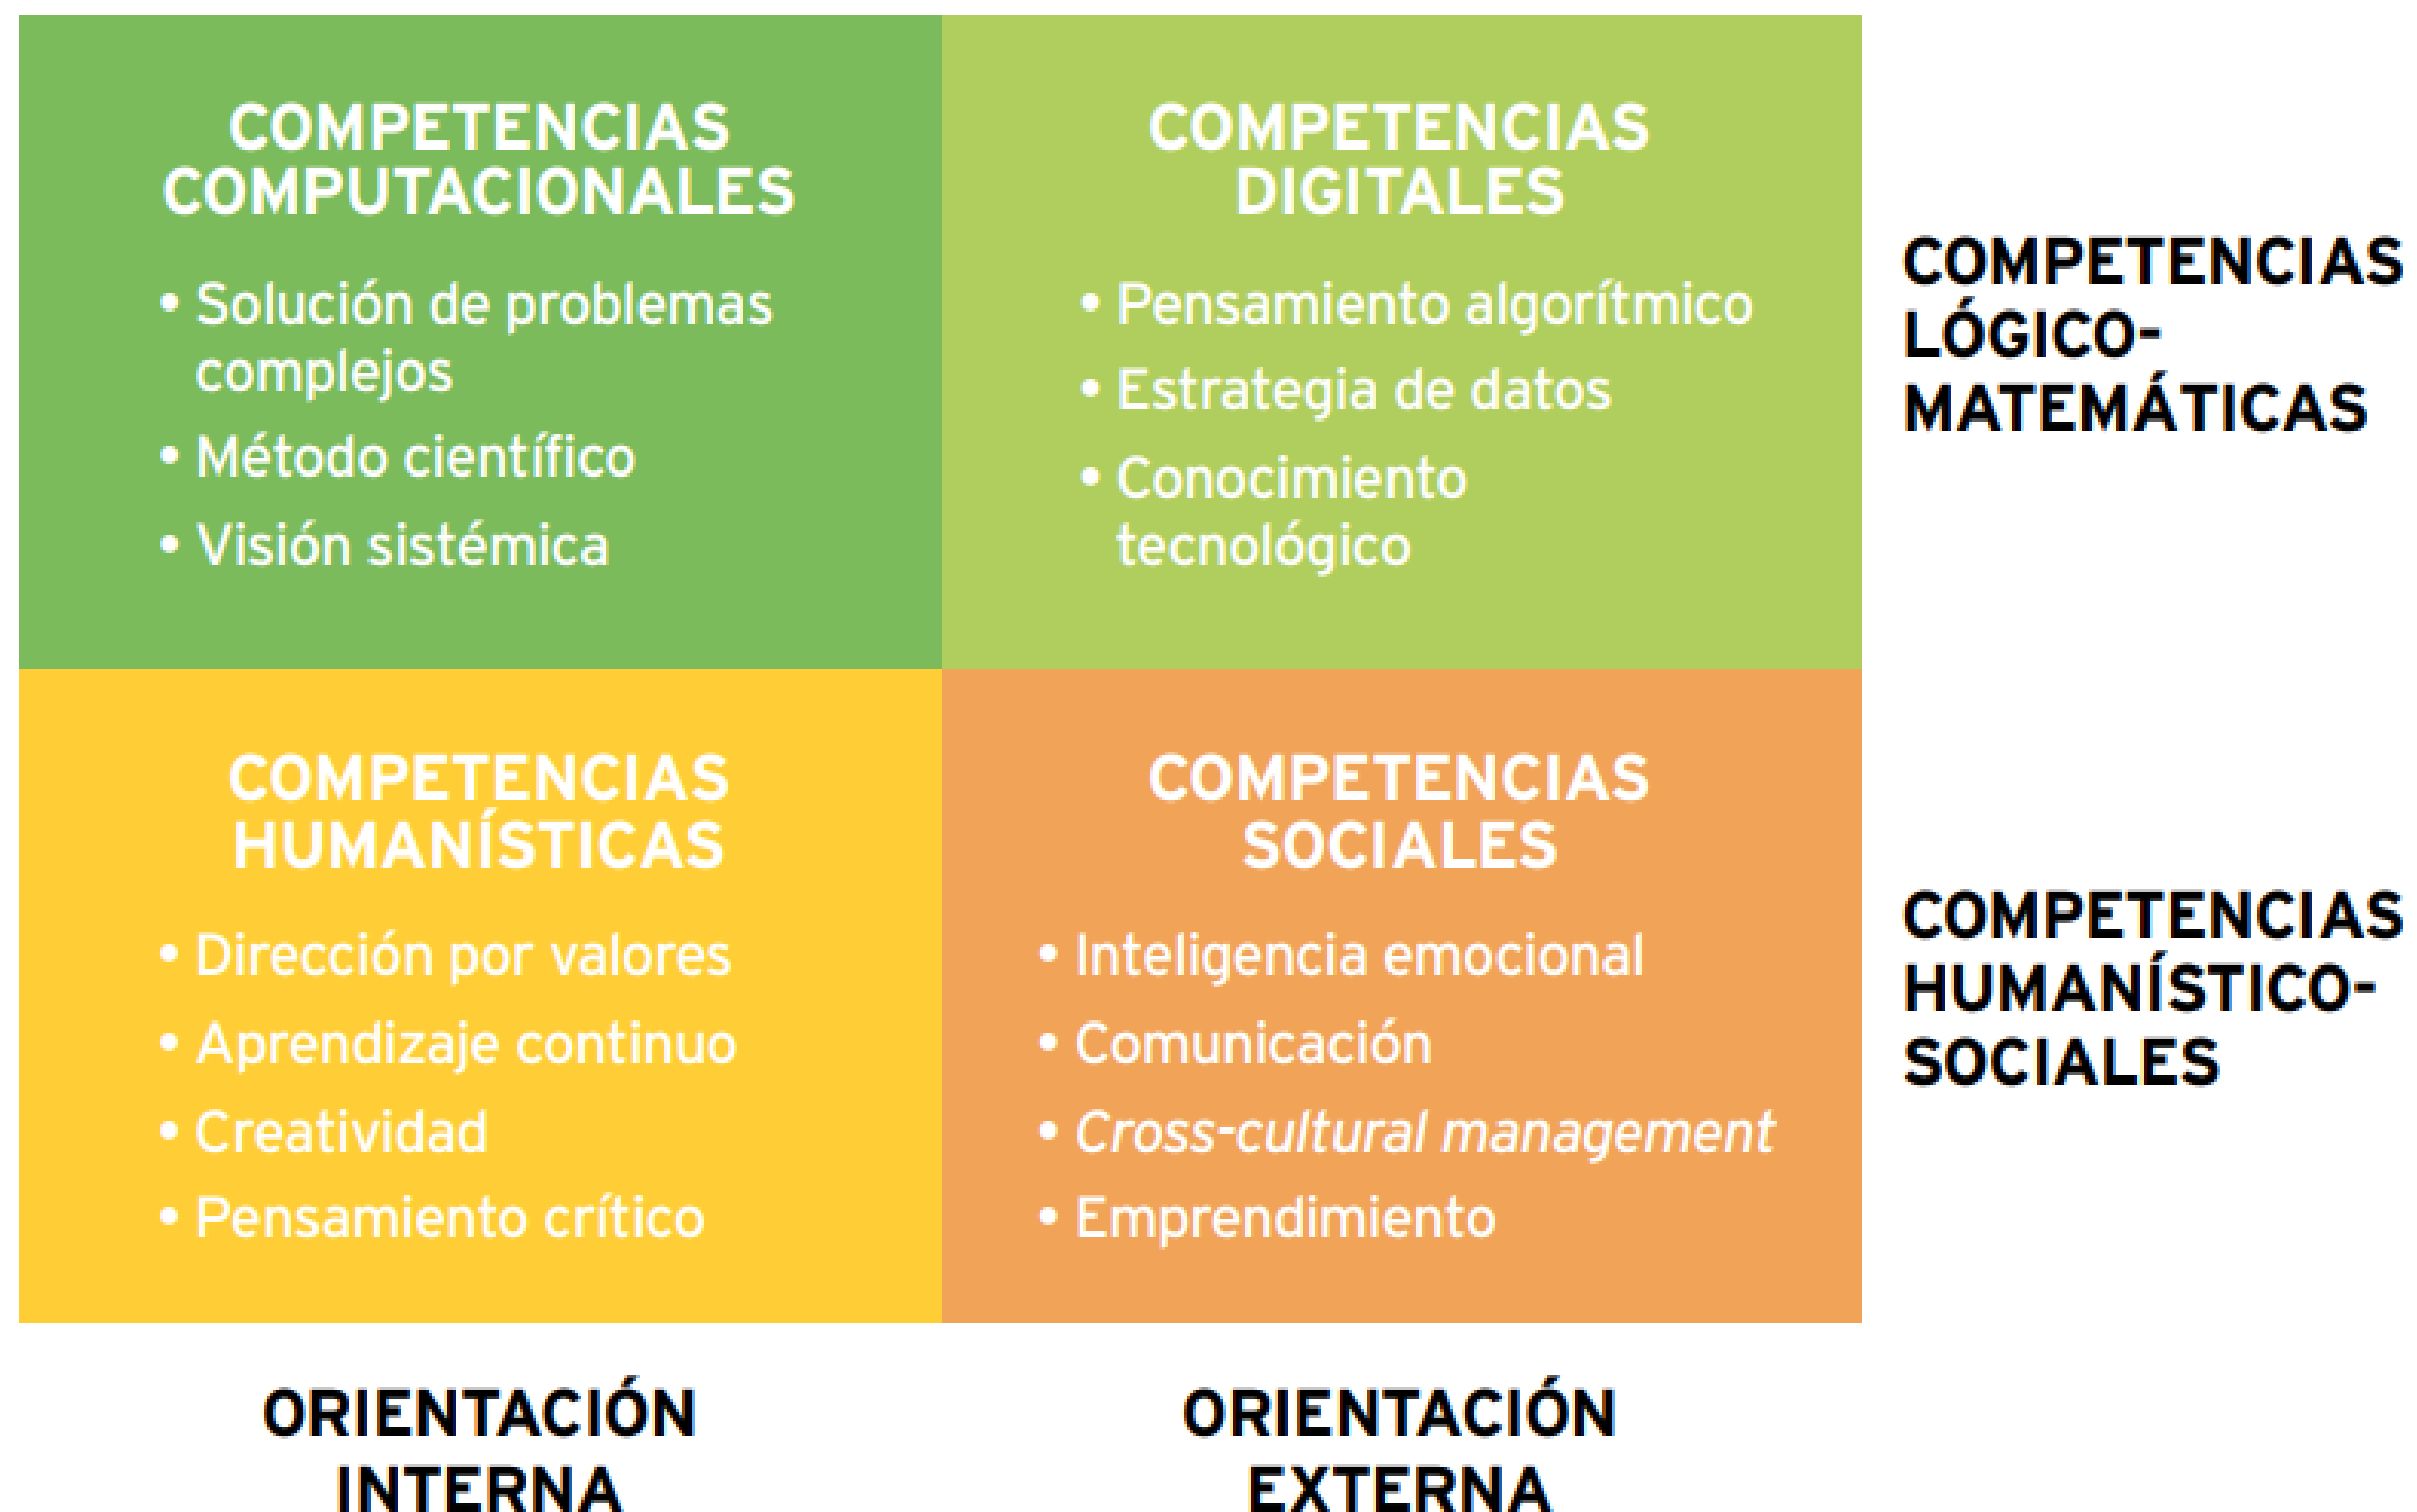 COMPETENCIAS
COMPUTACIONALES
• Solución de problemas
complejos
• Método científico
• Visión sistémica
COMPETENCIAS
DIGITALES
• Pensamiento algorítmico
• Estrategia de datos
• Conocimiento
tecnológico
COMPETENCIAS
LÓGICO-
MATEMÁTICAS
COMPETENCIAS
HUMANÍSTICAS
• Dirección por valores
• Aprendizaje continuo
• Creatividad
• Pensamiento crítico
COMPETENCIAS
SOCIALES
• Inteligencia emocional
• Comunicación
• Cross-cultural management
• Emprendimiento
COMPETENCIAS
HUMANÍSTICO-
SOCIALES
ORIENTACIÓN
INTERNA
ORIENTACIÓN
EXTERNA